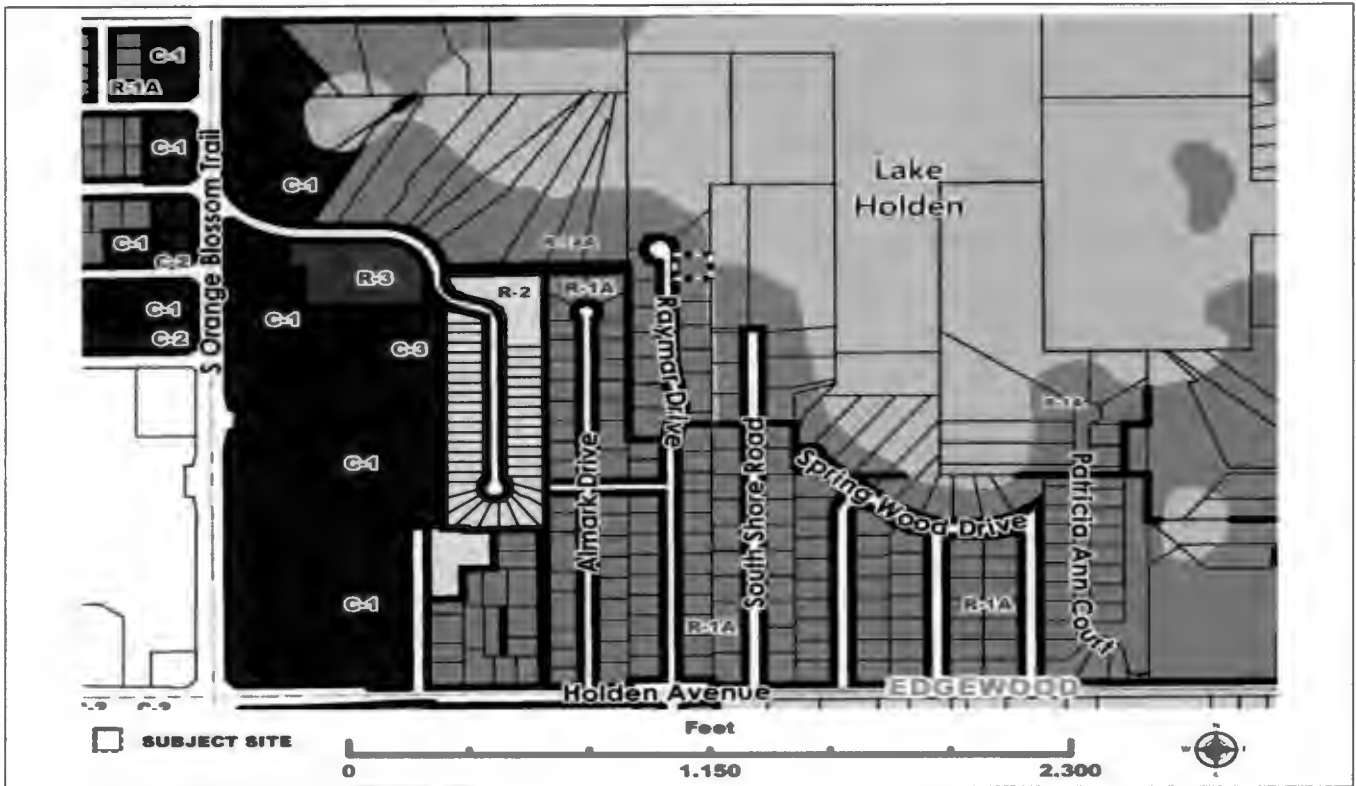 C-1
R-1A
C-1
C-1
C-2
C-1
C-2
S Orange Blossom Trail
C-1
R-3
C-1
C-3
R-2
R-1A
Lake
Holden
Raymar Drive
Almark Drive
South Shore Road
Spring Wood Drive
Patricia Ann Court
C-1
C-1
R-1A
R-1A
Holden Avenue
EDGEWOOD
SUBJECT SITE
Feet
0
1.150
2.300